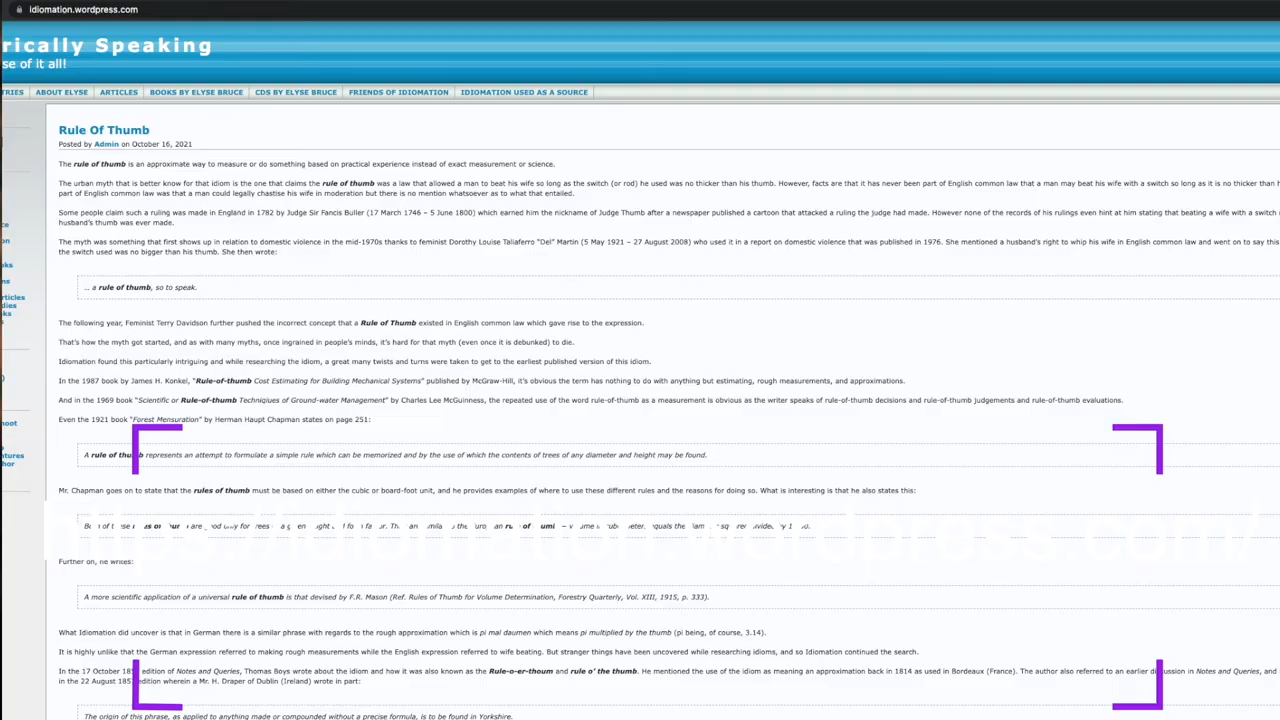 idiomation.wordpress.com
rically Speaking
se of it all!
TRIES ABOUT ELYSE ARTICLES BOOKS BY ELYSE BRUCE CDS BY ELYSE BRUCE FRIENDS OF IDIOMATION IDIOMATION USED AS A SOURCE
Rule Of Thumb
Posted by Admin on October 16, 2021
The rule of thumb is an approximate way to measure or do something based on practical experience instead of exact measurement or science.
The urban myth that is better know for that idiom is the one that claims the rule of thumb was a law that allowed a man to beat his wife so long as the switch (or rod) he used was no thicker than his thumb. However, facts are that it has never been part of English common law that a man may beat his wife with a switch so long as it is no thicker than h
part of English common law was that a man could legally chastise his wife in moderation but there is no mention whatsoever as to what that entailed.
Some people claim such a ruling was made in England in 1782 by Judge Sir Fancis Buller (17 March 1746 – 5 June 1800) which earned him the nickname of Judge Thumb after a newspaper published a cartoon that attacked a ruling the judge had made. However none of the records of his rulings even hint at him stating that beating a wife with a switch
husband's thumb was ever made.
The myth was something that first shows up in relation to domestic violence in the mid-1970s thanks to feminist Dorothy Louise Taliaferro "Del" Martin (5 May 1921 – 27 August 2008) who used it in a report on domestic violence that was published in 1976. She mentioned a husband's right to whip his wife in English common law and went on to say this
the switch used was no bigger than his thumb. She then wrote:
… a rule of thumb, so to speak.
The following year, Feminist Terry Davidson further pushed the incorrect concept that a Rule of Thumb existed in English common law which gave rise to the expression.
That's how the myth got started, and as with many myths, once ingrained in people's minds, it's hard for that myth (even once it is debunked) to die.
Idiomation found this particularly intriguing and while researching the idiom, a great many twists and turns were taken to get to the earliest published version of this idiom.
In the 1987 book by James H. Konkel, "Rule-of-thumb Cost Estimating for Building Mechanical Systems" published by McGraw-Hill, it's obvious the term has nothing to do with anything but estimating, rough measurements, and approximations.
And in the 1969 book "Scientific or Rule-of-thumb Techniqiues of Ground-water Management" by Charles Lee McGuinness, the repeated use of the word rule-of-thumb as a measurement is obvious as the writer speaks of rule-of-thumb decisions and rule-of-thumb judgements and rule-of-thumb evaluations.
Even the 1921 book "Forest Mensuration" by Herman Haupt Chapman states on page 251:
A rule of thumb represents an attempt to formulate a simple rule which can be memorized and by the use of which the contents of trees of any diameter and height may be found.
Mr. Chapman goes on to state that the rules of thumb must be based on either the cubic or board-foot unit, and he provides examples of where to use these different rules and the reasons for doing so. What is interesting is that he also states this:
https://idiomation.wordpress.com/
Further on, he writes:
A more scientific application of a universal rule of thumb is that devised by F.R. Mason (Ref. Rules of Thumb for Volume Determination, Forestry Quarterly, Vol. XIII, 1915, p. 333).
What Idiomation did uncover is that in German there is a similar phrase with regards to the rough approximation which is pi mal daumen which means pi multiplied by the thumb (pi being, of course, 3.14).
It is highly unlike that the German expression referred to making rough measurements while the English expression referred to wife beating. But stranger things have been uncovered while researching idioms, and so Idiomation continued the search.
In the 17 October edition of Notes and Queries, Thomas Boys wrote about the idiom and how it was also known as the Rule-o-er-thoum and rule o' the thumb. He mentioned the use of the idiom as meaning an approximation back in 1814 as used in Bordeaux (France). The author also referred to an earlier discussion in Notes and Queries, and
in the 22 August edition wherein a Mr. H. Draper of Dublin (Ireland) wrote in part:
The origin of this phrase, as applied to anything made or compounded without a precise formula, is to be found in Yorkshire.